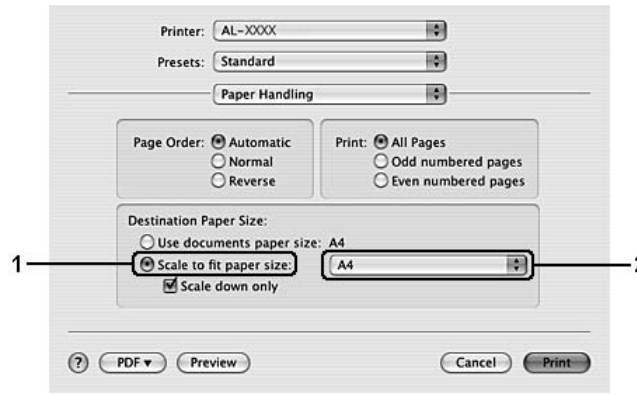 Printer: AL-XXXX
Presets: Standard
Paper Handling
Page Order: Automatic
Normal
Reverse
Print: All Pages
Odd numbered pages
Even numbered pages
Destination Paper Size:
Use documents paper size: A4
1
Scale to fit paper size: A4
Scale down only
? PDF Preview Cancel Print